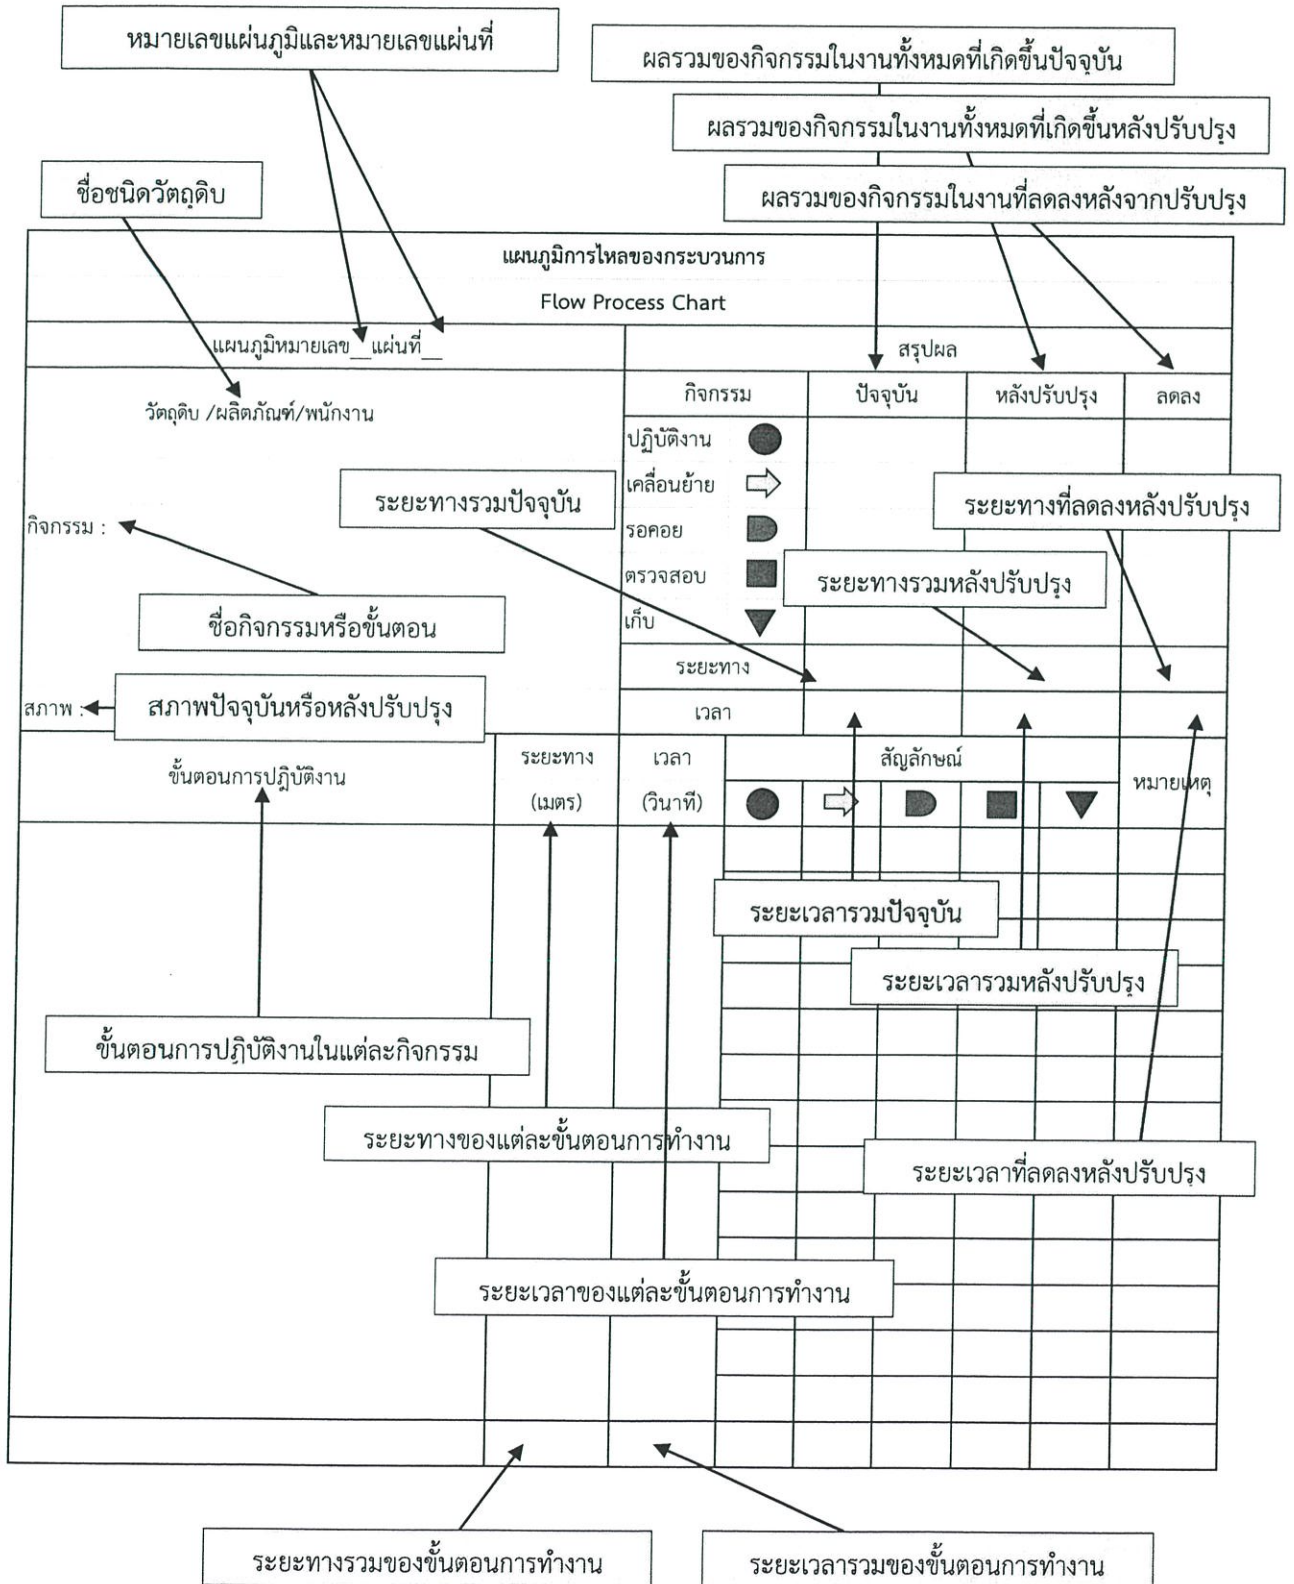 หมายเลขแผ่นภูมิและหมายเลขแผ่นที่
ผลรวมของกิจกรรมในงานทั้งหมดที่เกิดขึ้นปัจจุบัน
ผลรวมของกิจกรรมในงานทั้งหมดที่เกิดขึ้นหลังปรับปรุง
ชื่อชนิดวัตถุดิบ
ผลรวมของกิจกรรมในงานที่ลดลงหลังจากปรับปรุง
แผนภูมิการไหลของกระบวนการ
Flow Process Chart
แผนภูมิหมายเลข__แผ่นที่__
สรุปผล
วัตถุดิบ /ผลิตภัณฑ์/พนักงาน
กิจกรรม ปัจจุบัน หลังปรับปรุง ลดลง
ปฏิบัติงาน
เคลื่อนย้าย
ระยะทางรวมปัจจุบัน
ระยะทางที่ลดลงหลังปรับปรุง
กิจกรรม :
รอคอย
ตรวจสอบ
ระยะทางรวมหลังปรับปรุง
ชื่อกิจกรรมหรือขั้นตอน
เก็บ
ระยะทาง
สภาพ :
สภาพปัจจุบันหรือหลังปรับปรุง
เวลา
ขั้นตอนการปฏิบัติงาน
ระยะทาง
(เมตร)
เวลา
(วินาที)
สัญลักษณ์
หมายเหตุ
ระยะเวลารวมปัจจุบัน
ระยะเวลารวมหลังปรับปรุง
ขั้นตอนการปฏิบัติงานในแต่ละกิจกรรม
ระยะทางของแต่ละขั้นตอนการทำงาน
ระยะเวลาที่ลดลงหลังปรับปรุง
ระยะเวลาของแต่ละขั้นตอนการทำงาน
ระยะทางรวมของขั้นตอนการทำงาน
ระยะเวลารวมของขั้นตอนการทำงาน